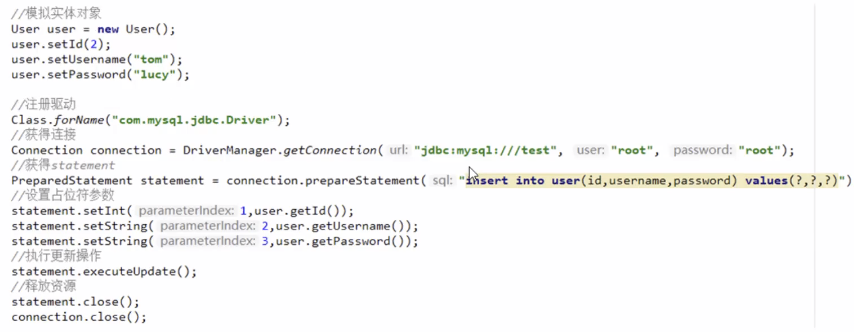 //模拟实体对象
User user = new User();
user.setId(2);
user.setUsername("tom");
user.setPassword("lucy");
//注册驱动
Class.forName("com.mysql.jdbc.Driver");
//获得连接
Connection connection = DriverManager.getConnection( url: "jdbc:mysql:///test", user: "root", password: "root");
//获得statement
PreparedStatement statement = connection.prepareStatement( sql: "insert into user(id,username,password) values(?,?,?)")
//设置占位符参数
statement.setInt( parameterIndex: 1,user.getId());
statement.setString( parameterIndex: 2,user.getUsername());
statement.setString( parameterIndex: 3,user.getPassword());
//执行更新操作
statement.executeUpdate();
//释放资源
statement.close();
connection.close();